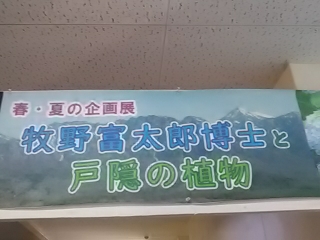 春・夏の企画展
牧野富太郎博士と
戸隠の植物